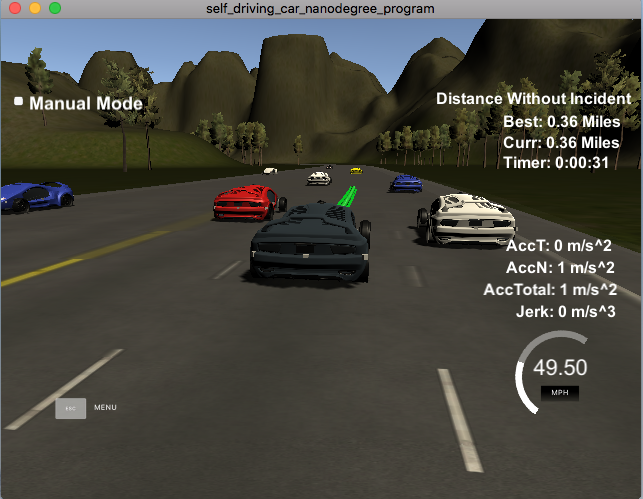 self_driving_car_nanodegree_program
Manual Mode
Distance Without Incident
Best: 0.36 Miles
Curr: 0.36 Miles
Timer: 0:00:31
AccT: 0 m/s^2
AccN: 1 m/s^2
AccTotal: 1 m/s^2
Jerk: 0 m/s^3
49.50
MPH
ESC
MENU